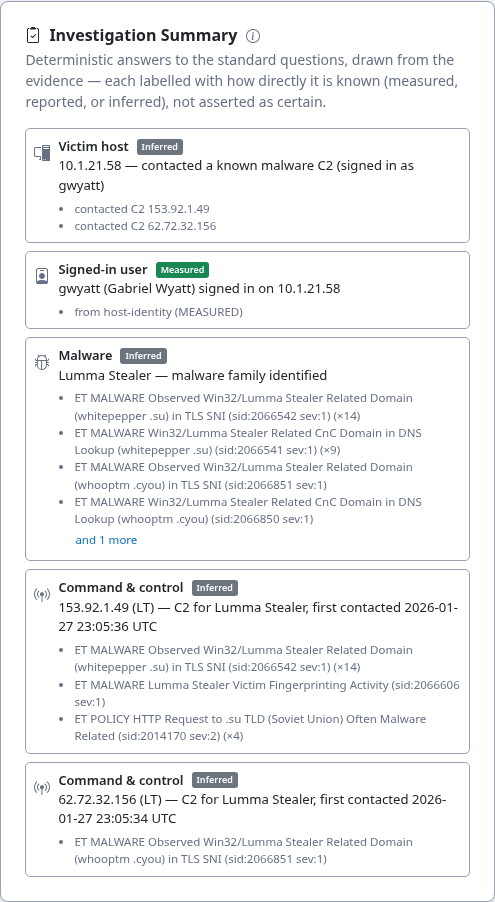 Investigation Summary
Deterministic answers to the standard questions, drawn from the
evidence — each labelled with how directly it is known (measured,
reported, or inferred), not asserted as certain.
Victim host Inferred
10.1.21.58 — contacted a known malware C2 (signed in as
gwyatt)
• contacted C2 153.92.1.49
• contacted C2 62.72.32.156
Signed-in user Measured
gwyatt (Gabriel Wyatt) signed in on 10.1.21.58
• from host-identity (MEASURED)
Malware Inferred
Lumma Stealer — malware family identified
• ET MALWARE Observed Win32/Lumma Stealer Related Domain
(whitepepper .su) in TLS SNI (sid:2066542 sev:1) (×14)
• ET MALWARE Win32/Lumma Stealer Related CnC Domain in DNS
Lookup (whitepepper .su) (sid:2066541 sev:1) (×9)
• ET MALWARE Observed Win32/Lumma Stealer Related Domain
(whooptm .cyou) in TLS SNI (sid:2066851 sev:1)
• ET MALWARE Win32/Lumma Stealer Related CnC Domain in DNS
Lookup (whooptm .cyou) (sid:2066850 sev:1)
and 1 more
Command & control Inferred
153.92.1.49 (LT) — C2 for Lumma Stealer, first contacted 2026-01-
27 23:05:36 UTC
• ET MALWARE Observed Win32/Lumma Stealer Related Domain
(whitepepper .su) in TLS SNI (sid:2066542 sev:1) (×14)
• ET MALWARE Lumma Stealer Victim Fingerprinting Activity (sid:2066606
sev:1)
• ET POLICY HTTP Request to .su TLD (Soviet Union) Often Malware
Related (sid:2014170 sev:2) (×4)
Command & control Inferred
62.72.32.156 (LT) — C2 for Lumma Stealer, first contacted 2026-
01-27 23:05:34 UTC
• ET MALWARE Observed Win32/Lumma Stealer Related Domain
(whooptm .cyou) in TLS SNI (sid:2066851 sev:1)